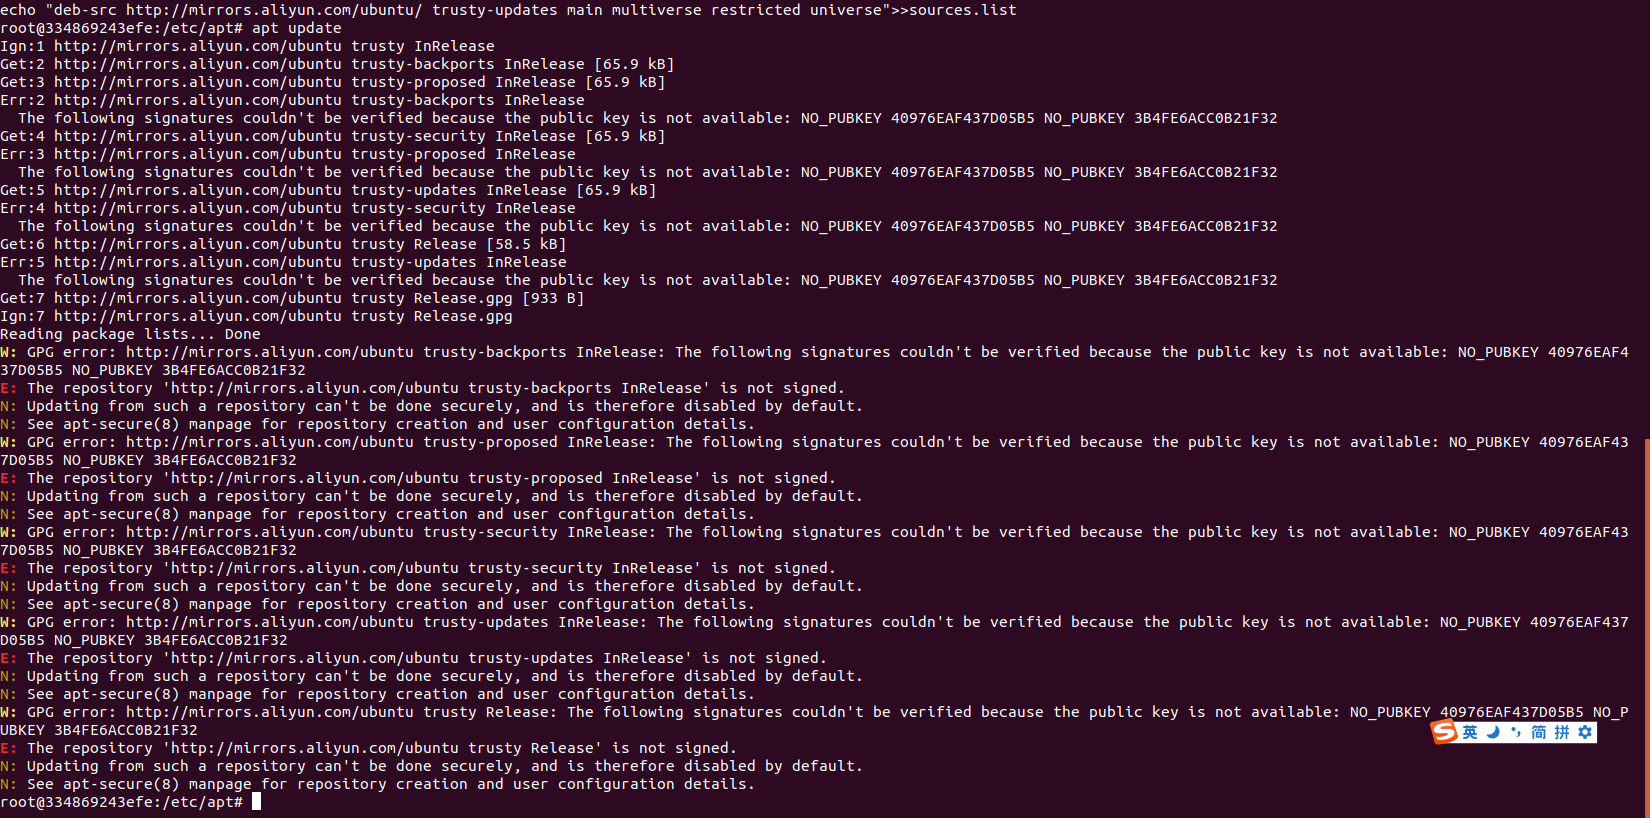 echo "deb-src http://mirrors.aliyun.com/ubuntu/ trusty-updates main multiverse restricted universe">>sources.list
root@334869243efe:/etc/apt# apt update
Ign:1 http://mirrors.aliyun.com/ubuntu trusty InRelease
Get:2 http://mirrors.aliyun.com/ubuntu trusty-backports InRelease [65.9 kB]
Get:3 http://mirrors.aliyun.com/ubuntu trusty-proposed InRelease [65.9 kB]
Err:2 http://mirrors.aliyun.com/ubuntu trusty-backports InRelease
  The following signatures couldn't be verified because the public key is not available: NO_PUBKEY 40976EAF437D05B5 NO_PUBKEY 3B4FE6ACC0B21F32
Get:4 http://mirrors.aliyun.com/ubuntu trusty-security InRelease [65.9 kB]
Err:3 http://mirrors.aliyun.com/ubuntu trusty-proposed InRelease
  The following signatures couldn't be verified because the public key is not available: NO_PUBKEY 40976EAF437D05B5 NO_PUBKEY 3B4FE6ACC0B21F32
Get:5 http://mirrors.aliyun.com/ubuntu trusty-updates InRelease [65.9 kB]
Err:4 http://mirrors.aliyun.com/ubuntu trusty-security InRelease
  The following signatures couldn't be verified because the public key is not available: NO_PUBKEY 40976EAF437D05B5 NO_PUBKEY 3B4FE6ACC0B21F32
Get:6 http://mirrors.aliyun.com/ubuntu trusty Release [58.5 kB]
Err:5 http://mirrors.aliyun.com/ubuntu trusty-updates InRelease
  The following signatures couldn't be verified because the public key is not available: NO_PUBKEY 40976EAF437D05B5 NO_PUBKEY 3B4FE6ACC0B21F32
Get:7 http://mirrors.aliyun.com/ubuntu trusty Release.gpg [933 B]
Ign:7 http://mirrors.aliyun.com/ubuntu trusty Release.gpg
Reading package lists... Done
W: GPG error: http://mirrors.aliyun.com/ubuntu trusty-backports InRelease: The following signatures couldn't be verified because the public key is not available: NO_PUBKEY 40976EAF4
37D05B5 NO_PUBKEY 3B4FE6ACC0B21F32
E: The repository 'http://mirrors.aliyun.com/ubuntu trusty-backports InRelease' is not signed.
N: Updating from such a repository can't be done securely, and is therefore disabled by default.
N: See apt-secure(8) manpage for repository creation and user configuration details.
W: GPG error: http://mirrors.aliyun.com/ubuntu trusty-proposed InRelease: The following signatures couldn't be verified because the public key is not available: NO_PUBKEY 40976EAF43
7D05B5 NO_PUBKEY 3B4FE6ACC0B21F32
E: The repository 'http://mirrors.aliyun.com/ubuntu trusty-proposed InRelease' is not signed.
N: Updating from such a repository can't be done securely, and is therefore disabled by default.
N: See apt-secure(8) manpage for repository creation and user configuration details.
W: GPG error: http://mirrors.aliyun.com/ubuntu trusty-security InRelease: The following signatures couldn't be verified because the public key is not available: NO_PUBKEY 40976EAF43
7D05B5 NO_PUBKEY 3B4FE6ACC0B21F32
E: The repository 'http://mirrors.aliyun.com/ubuntu trusty-security InRelease' is not signed.
N: Updating from such a repository can't be done securely, and is therefore disabled by default.
N: See apt-secure(8) manpage for repository creation and user configuration details.
W: GPG error: http://mirrors.aliyun.com/ubuntu trusty-updates InRelease: The following signatures couldn't be verified because the public key is not available: NO_PUBKEY 40976EAF437
D05B5 NO_PUBKEY 3B4FE6ACC0B21F32
E: The repository 'http://mirrors.aliyun.com/ubuntu trusty-updates InRelease' is not signed.
N: Updating from such a repository can't be done securely, and is therefore disabled by default.
N: See apt-secure(8) manpage for repository creation and user configuration details.
W: GPG error: http://mirrors.aliyun.com/ubuntu trusty Release: The following signatures couldn't be verified because the public key is not available: NO_PUBKEY 40976EAF437D05B5 NO_P
UBKEY 3B4FE6ACC0B21F32
S 英 简 拼
E: The repository 'http://mirrors.aliyun.com/ubuntu trusty Release' is not signed.
N: Updating from such a repository can't be done securely, and is therefore disabled by default.
N: See apt-secure(8) manpage for repository creation and user configuration details.
root@334869243efe:/etc/apt#